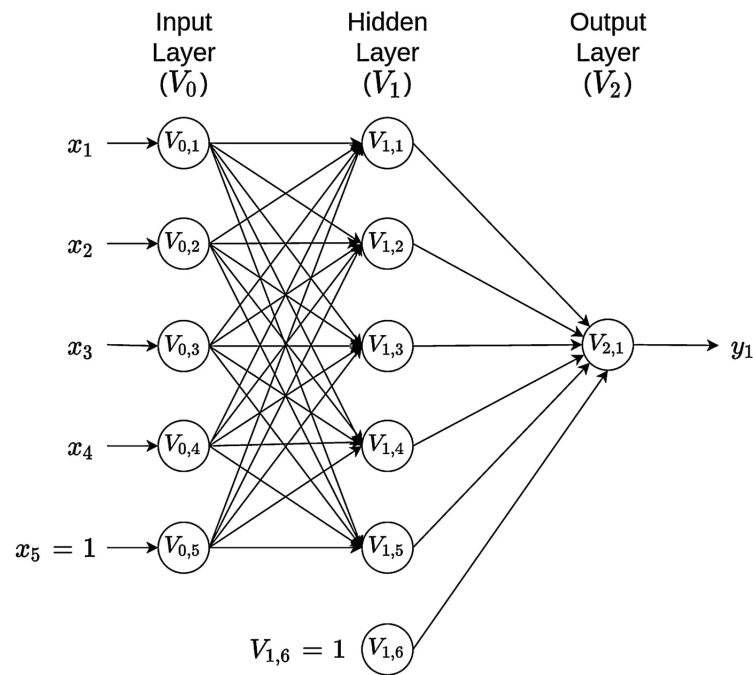 Input Layer (V₀)
Hidden Layer (V₁)
Output Layer (V₂)
x₁ V₀,₁ V₁,₁
x₂ V₀,₂ V₁,₂
x₃ V₀,₃ V₁,₃ V₂,₁ y₁
x₄ V₀,₄ V₁,₄
x₅ = 1 V₀,₅ V₁,₅
V₁,₆ = 1 V₁,₆